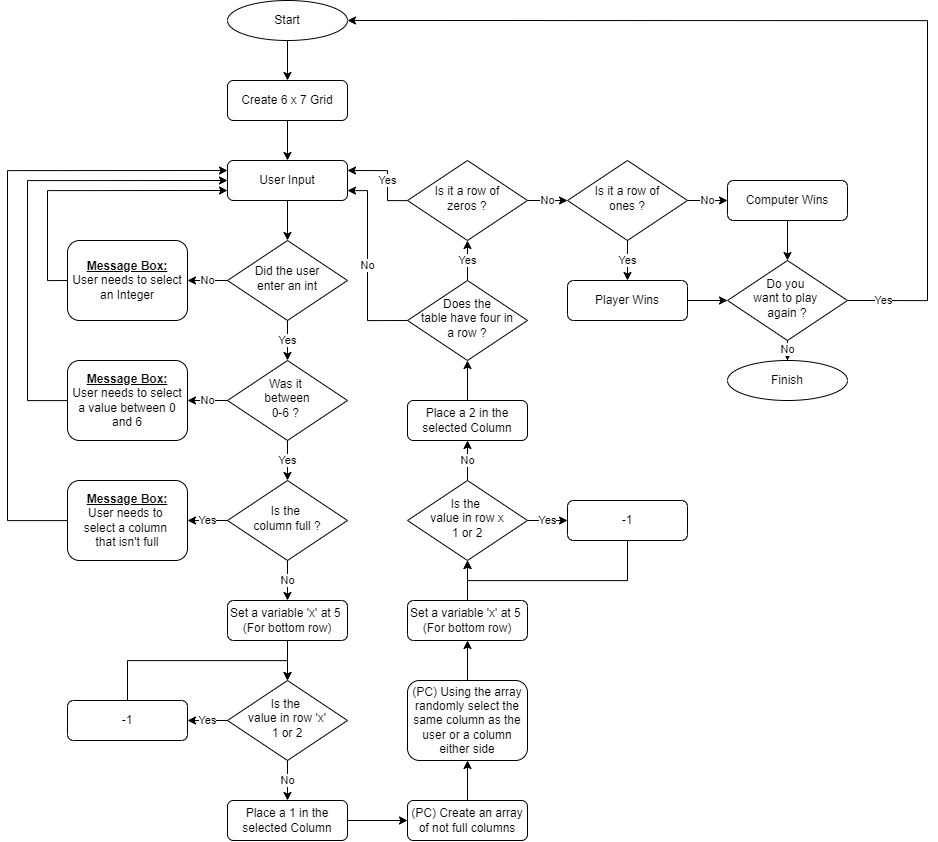 Start
Create 6 x 7 Grid
User Input
Did the user
enter an int
No
Message Box:
User needs to select
an Integer
Yes
Was it
between
0-6 ?
No
Message Box:
User needs to select
a value between 0
and 6
Yes
Is the
column full ?
Yes
Message Box:
User needs to
select a column
that isn't full
No
Set a variable 'x' at 5
(For bottom row)
Is the
value in row 'x'
1 or 2
Yes
-1
No
Place a 1 in the
selected Column
(PC) Create an array
of not full columns
(PC) Using the array
randomly select the
same column as the
user or a column
either side
Set a variable 'x' at 5
(For bottom row)
Is the
value in row x
1 or 2
Yes
-1
No
Place a 2 in the
selected Column
Does the
table have four in
a row ?
No
Yes
Is it a row of
zeros ?
Yes
No
Is it a row of
ones ?
No
Computer Wins
Yes
Player Wins
Do you
want to play
again ?
Yes
No
Finish